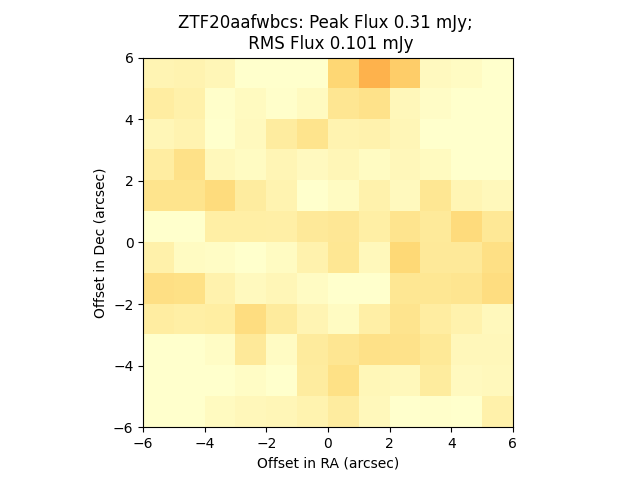 ZTF20aafwbcs: Peak Flux 0.31 mJy;
RMS Flux 0.101 mJy
6
4
2
0
−2
−4
−6
Offset in Dec (arcsec)
−6 −4 −2 0 2 4 6
Offset in RA (arcsec)